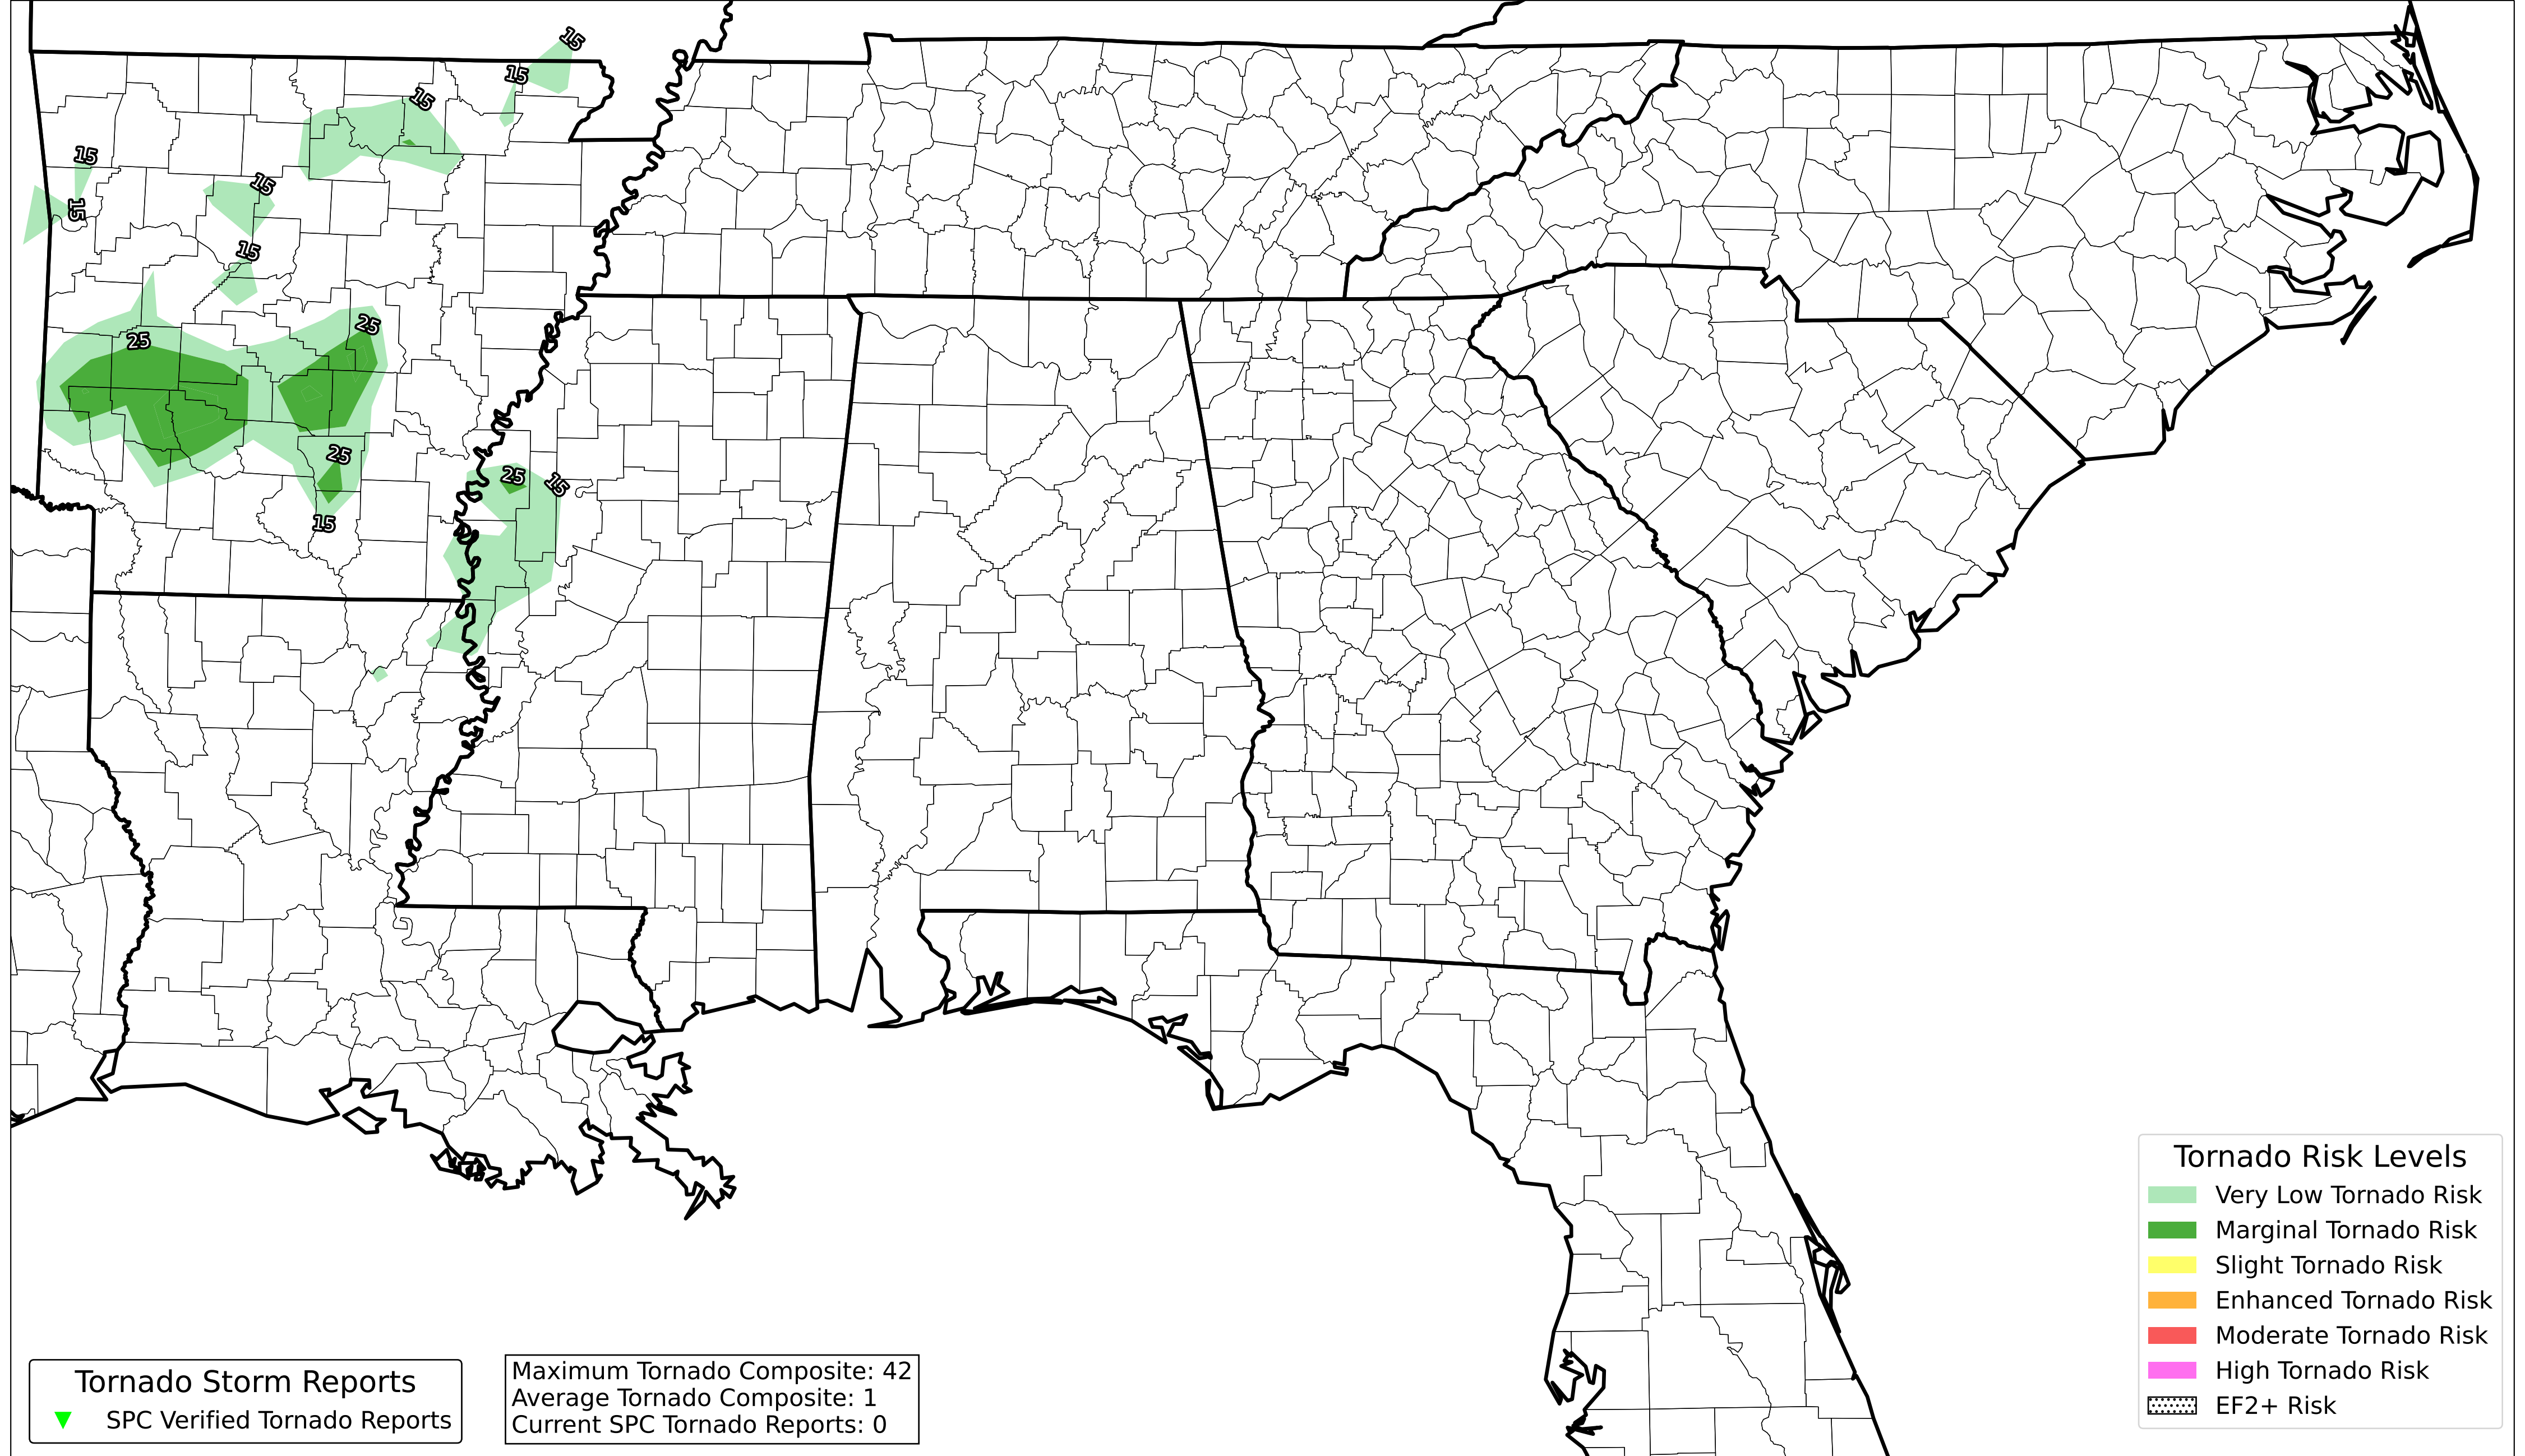 15
15
15
15
15
15
15
25
25
25
25
15
15
Tornado Risk Levels
Very Low Tornado Risk
Marginal Tornado Risk
Slight Tornado Risk
Enhanced Tornado Risk
Moderate Tornado Risk
High Tornado Risk
EF2+ Risk
Tornado Storm Reports
SPC Verified Tornado Reports
Maximum Tornado Composite: 42
Average Tornado Composite: 1
Current SPC Tornado Reports: 0